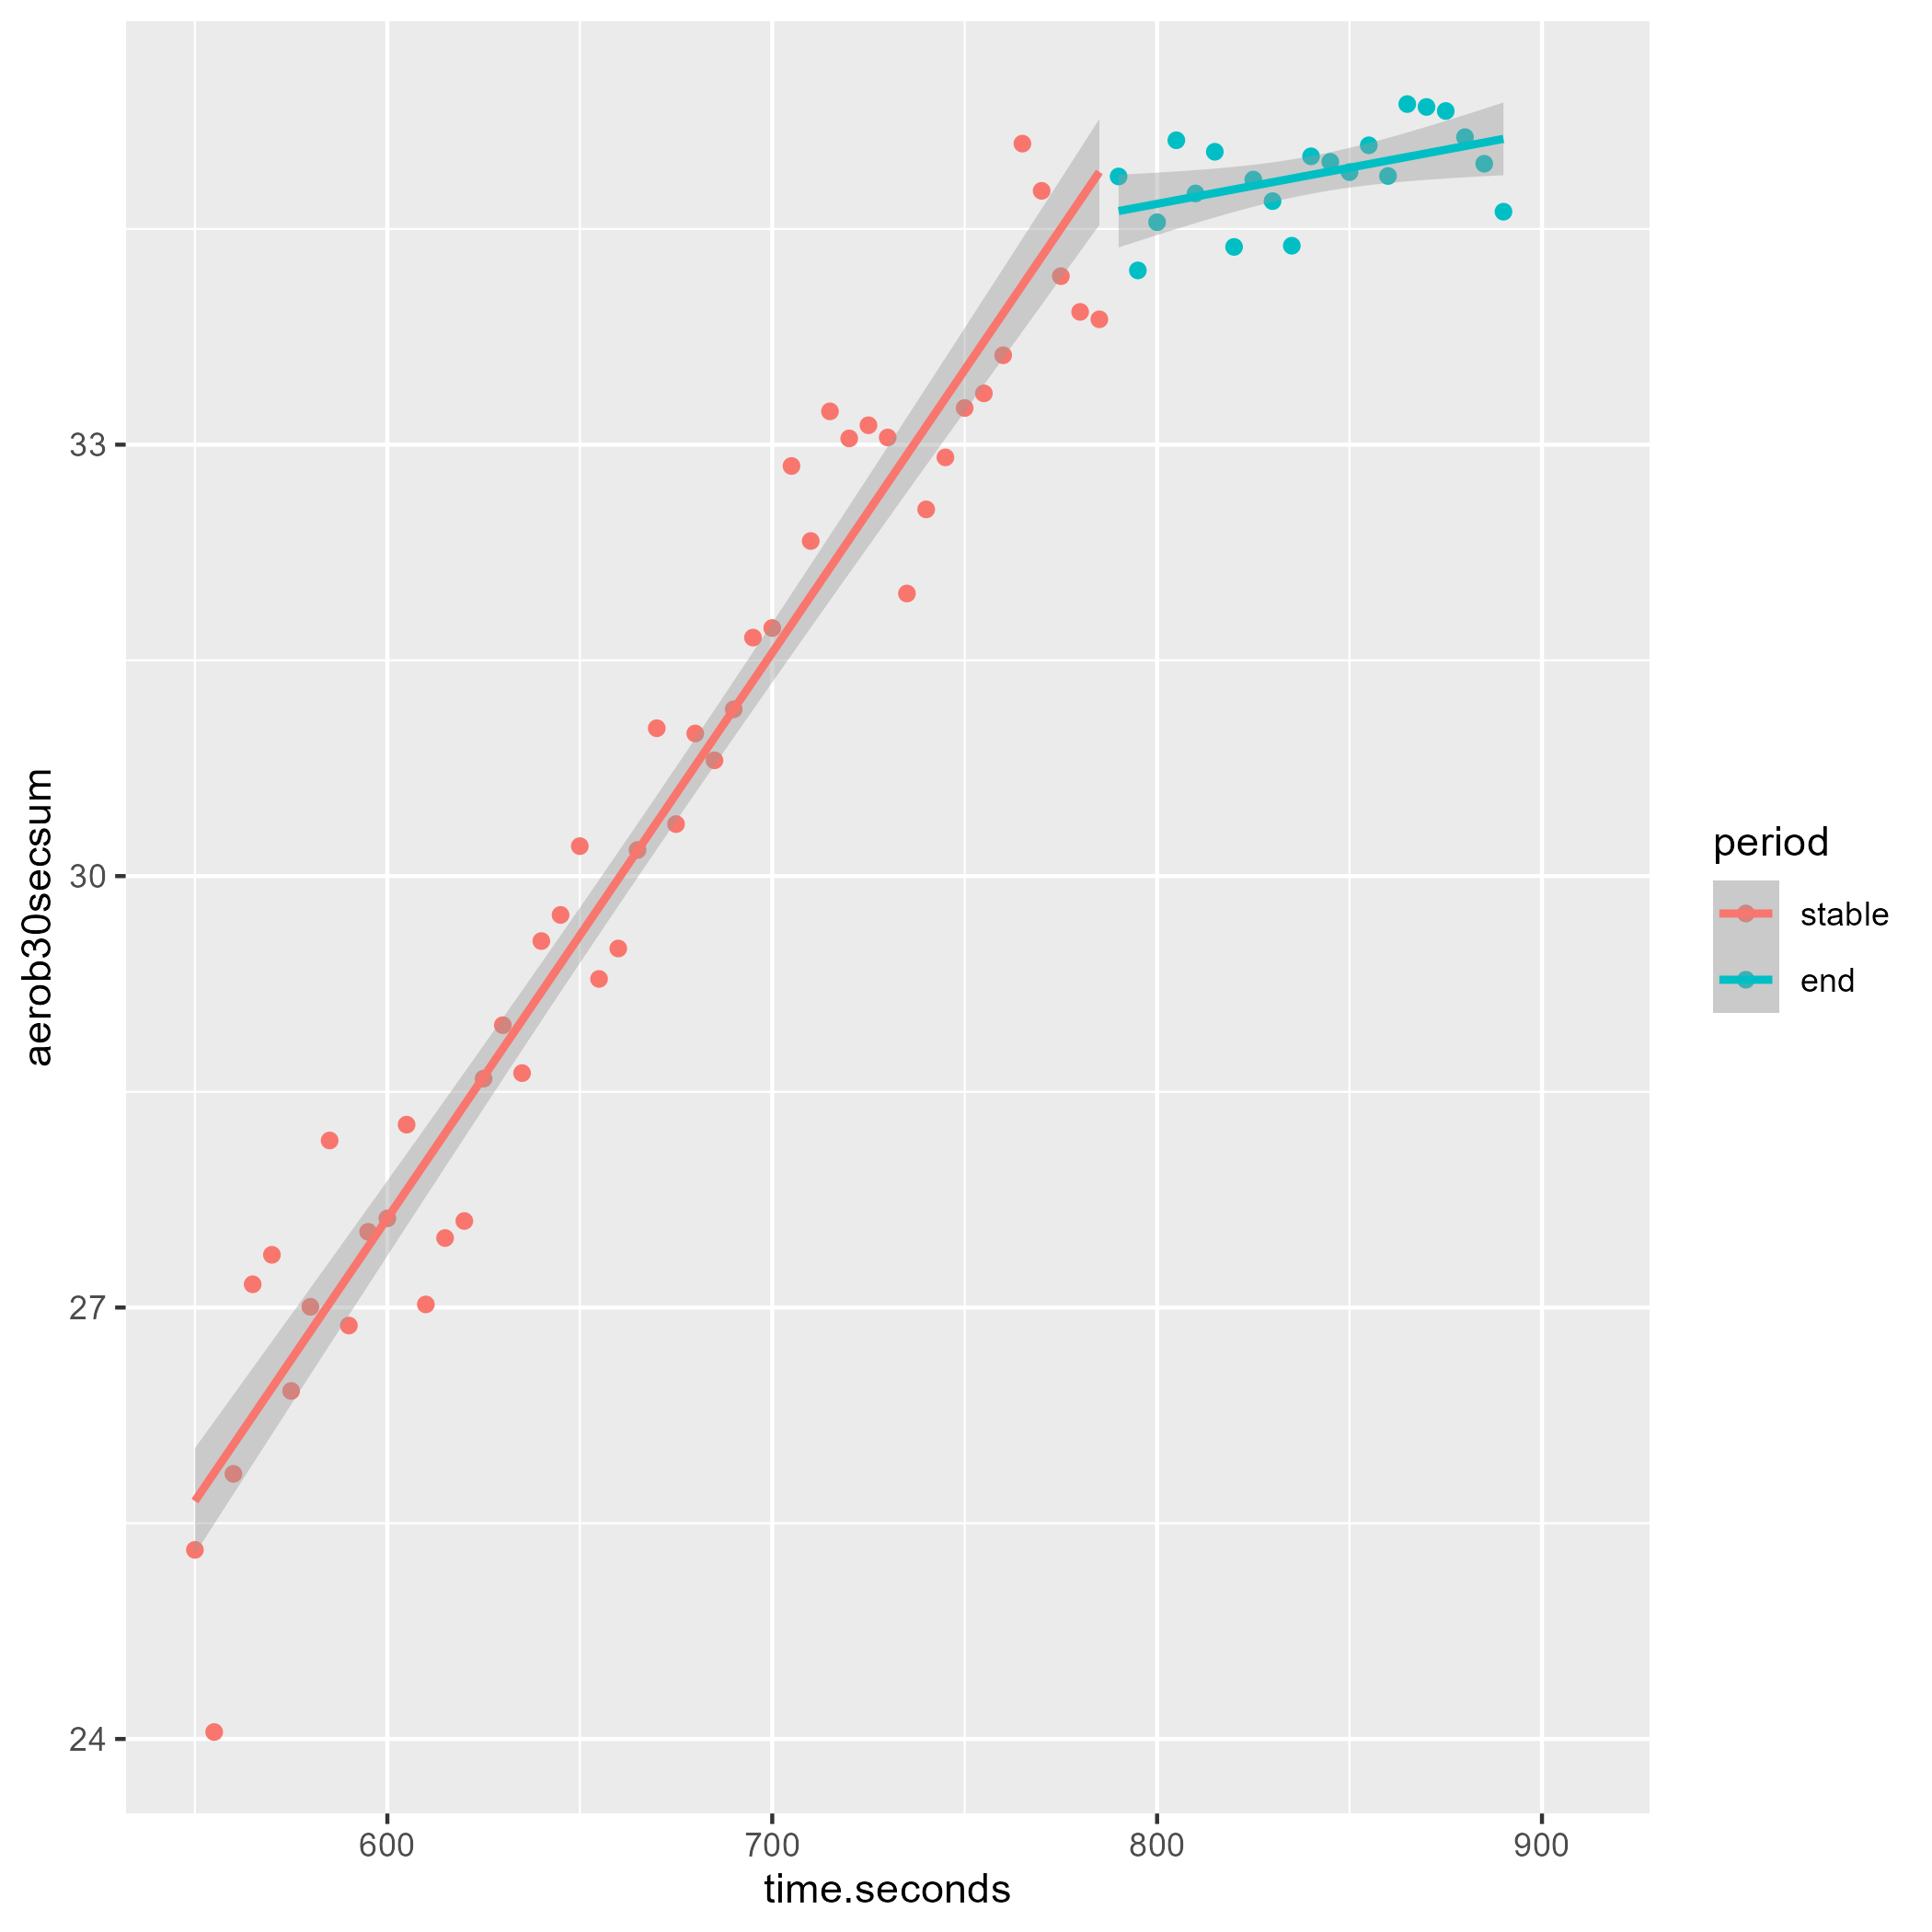 aerob30secsum
33
30
27
24
600
700
800
900
time.seconds
period
stable
end